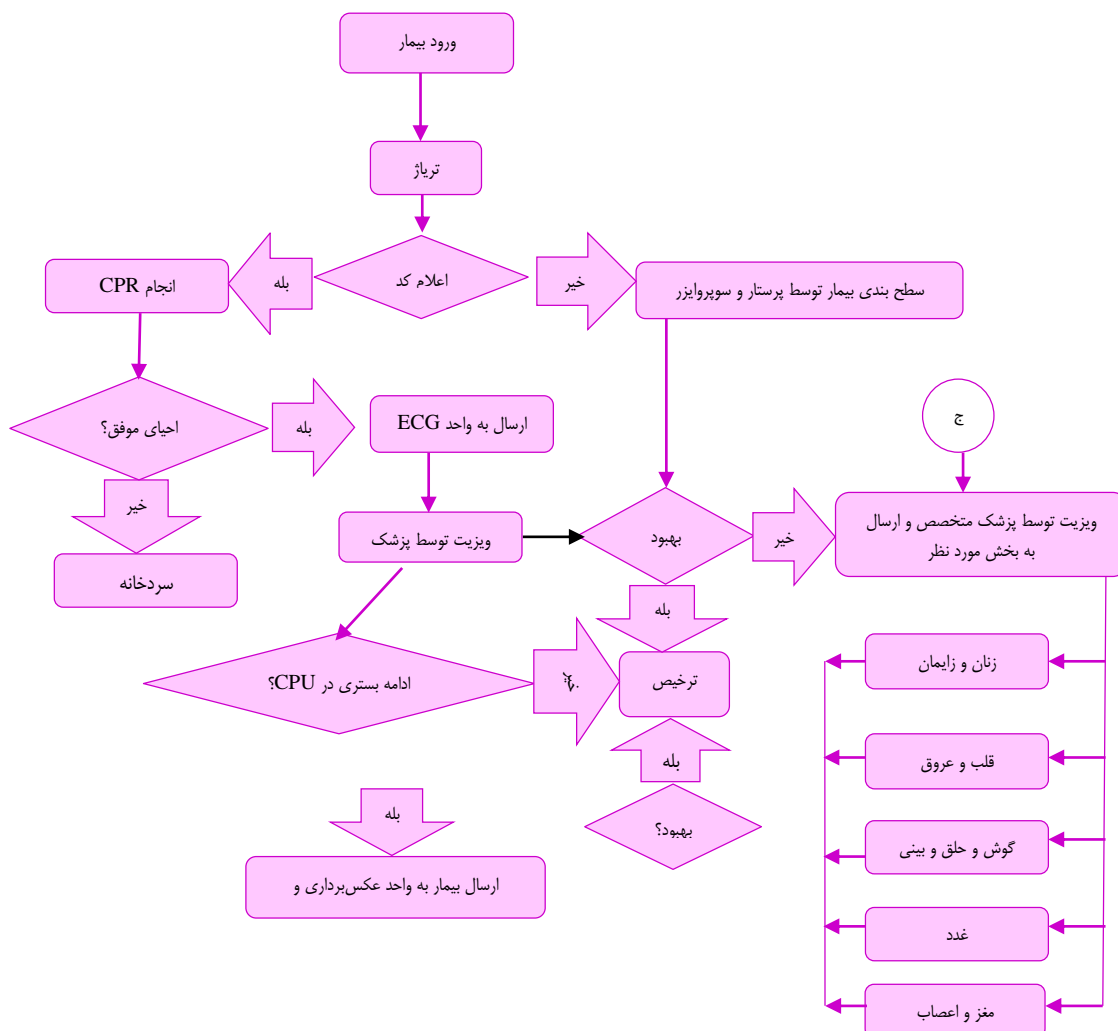 ورود بیمار
تریاژ
اعلام کد
بله
خیر
انجام CPR
سطح بندی بیمار توسط پرستار و سوپروایزر
احیای موفق؟
بله
ارسال به واحد ECG
ج
خیر
سردخانه
ویزیت توسط پزشک
بهبود
خیر
ویزیت توسط پزشک متخصص و ارسال
به بخش مورد نظر
بله
ادامه بستری در CPU؟
خیر
ترخیص
زنان و زایمان
قلب و عروق
بله
بله
بهبود؟
گوش و حلق و بینی
ارسال بیمار به واحد عکس‌برداری و
غدد
مغز و اعصاب